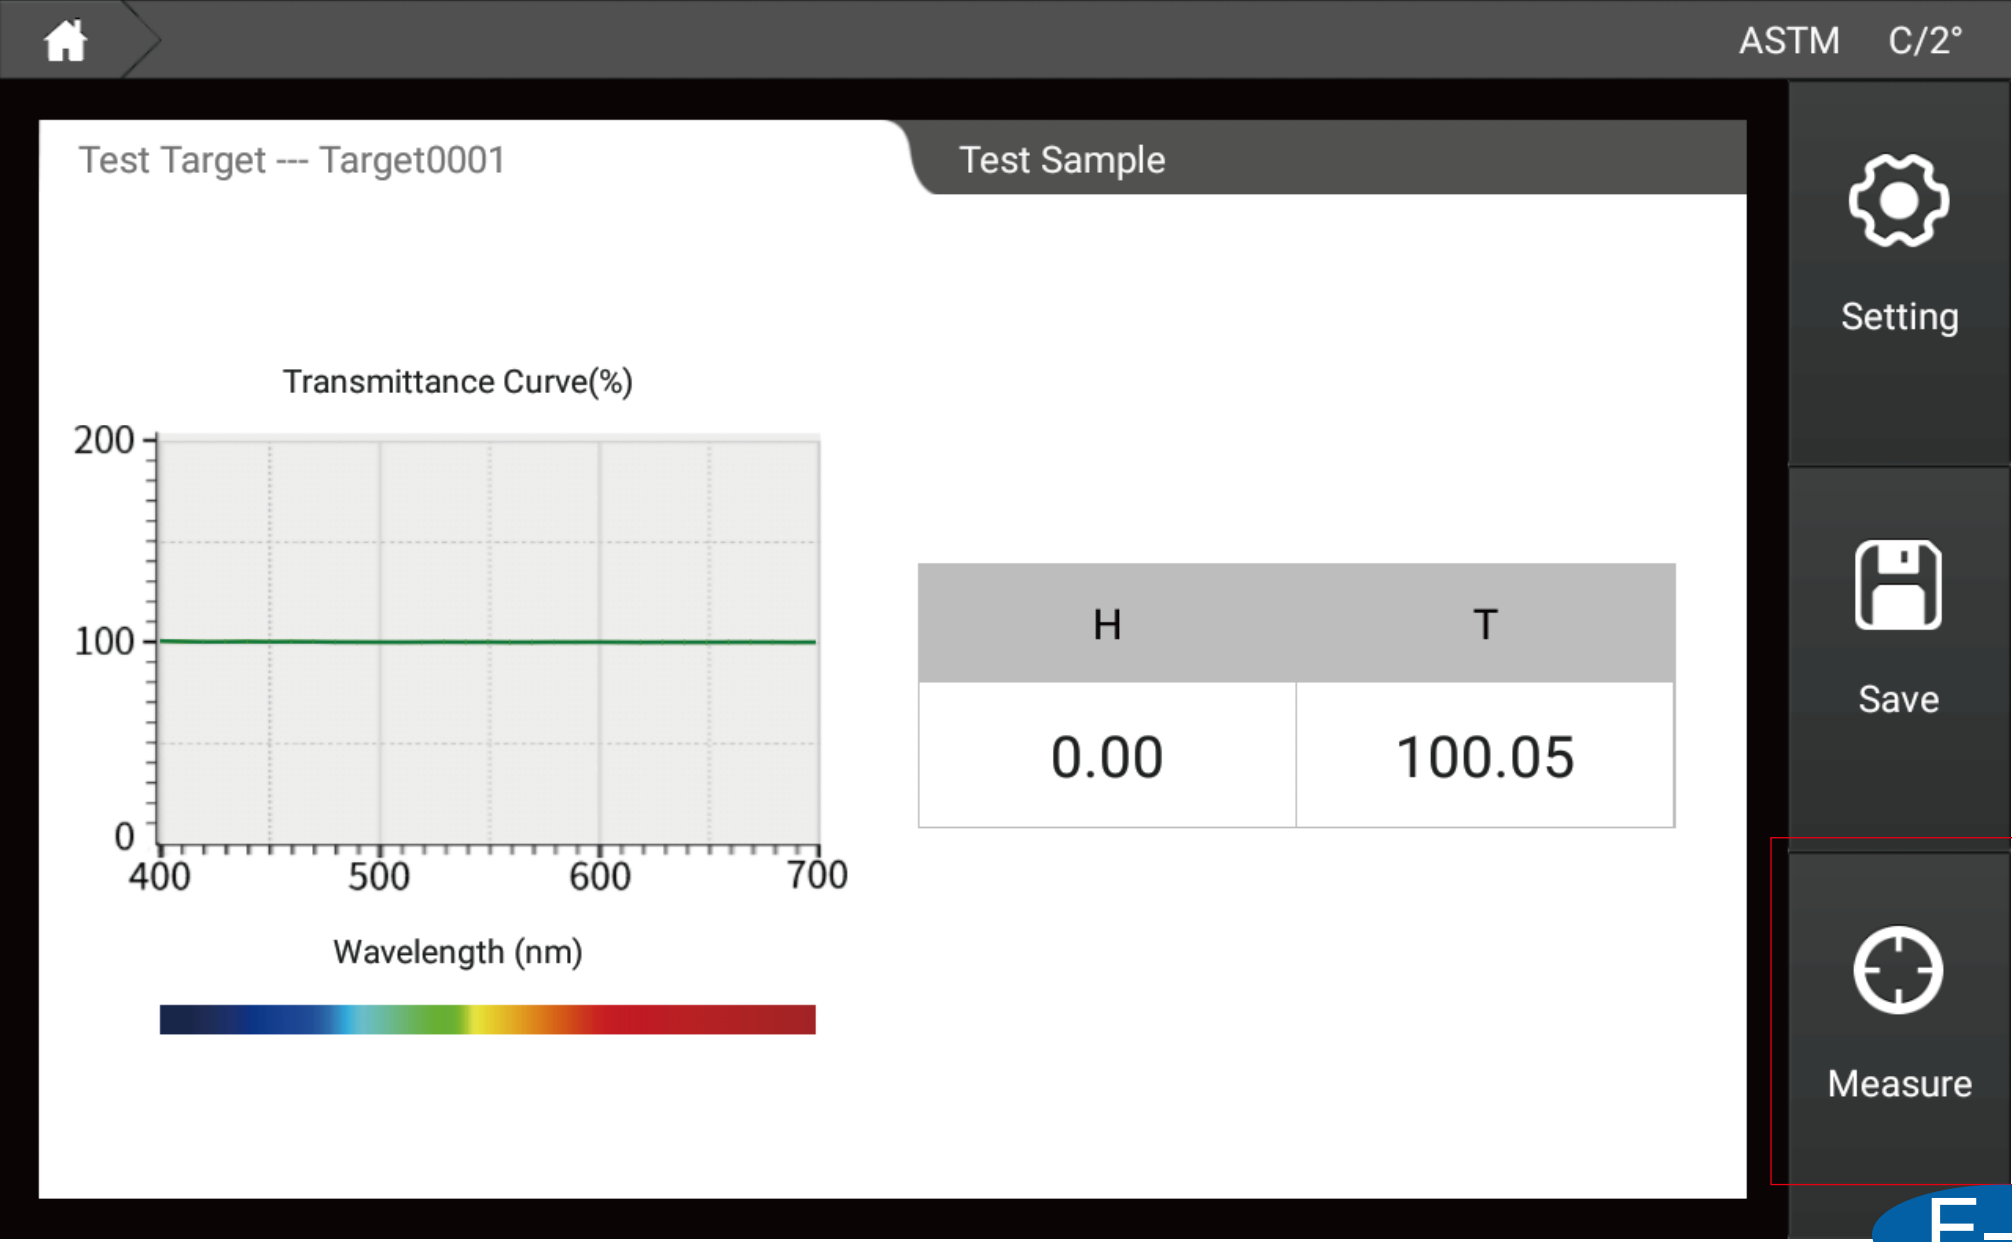 ASTM C/2°
Test Target --- Target0001
Test Sample
Setting
Transmittance Curve(%)
200
100
0
400 500 600 700
Wavelength (nm)
H T
0.00 100.05
Save
Measure